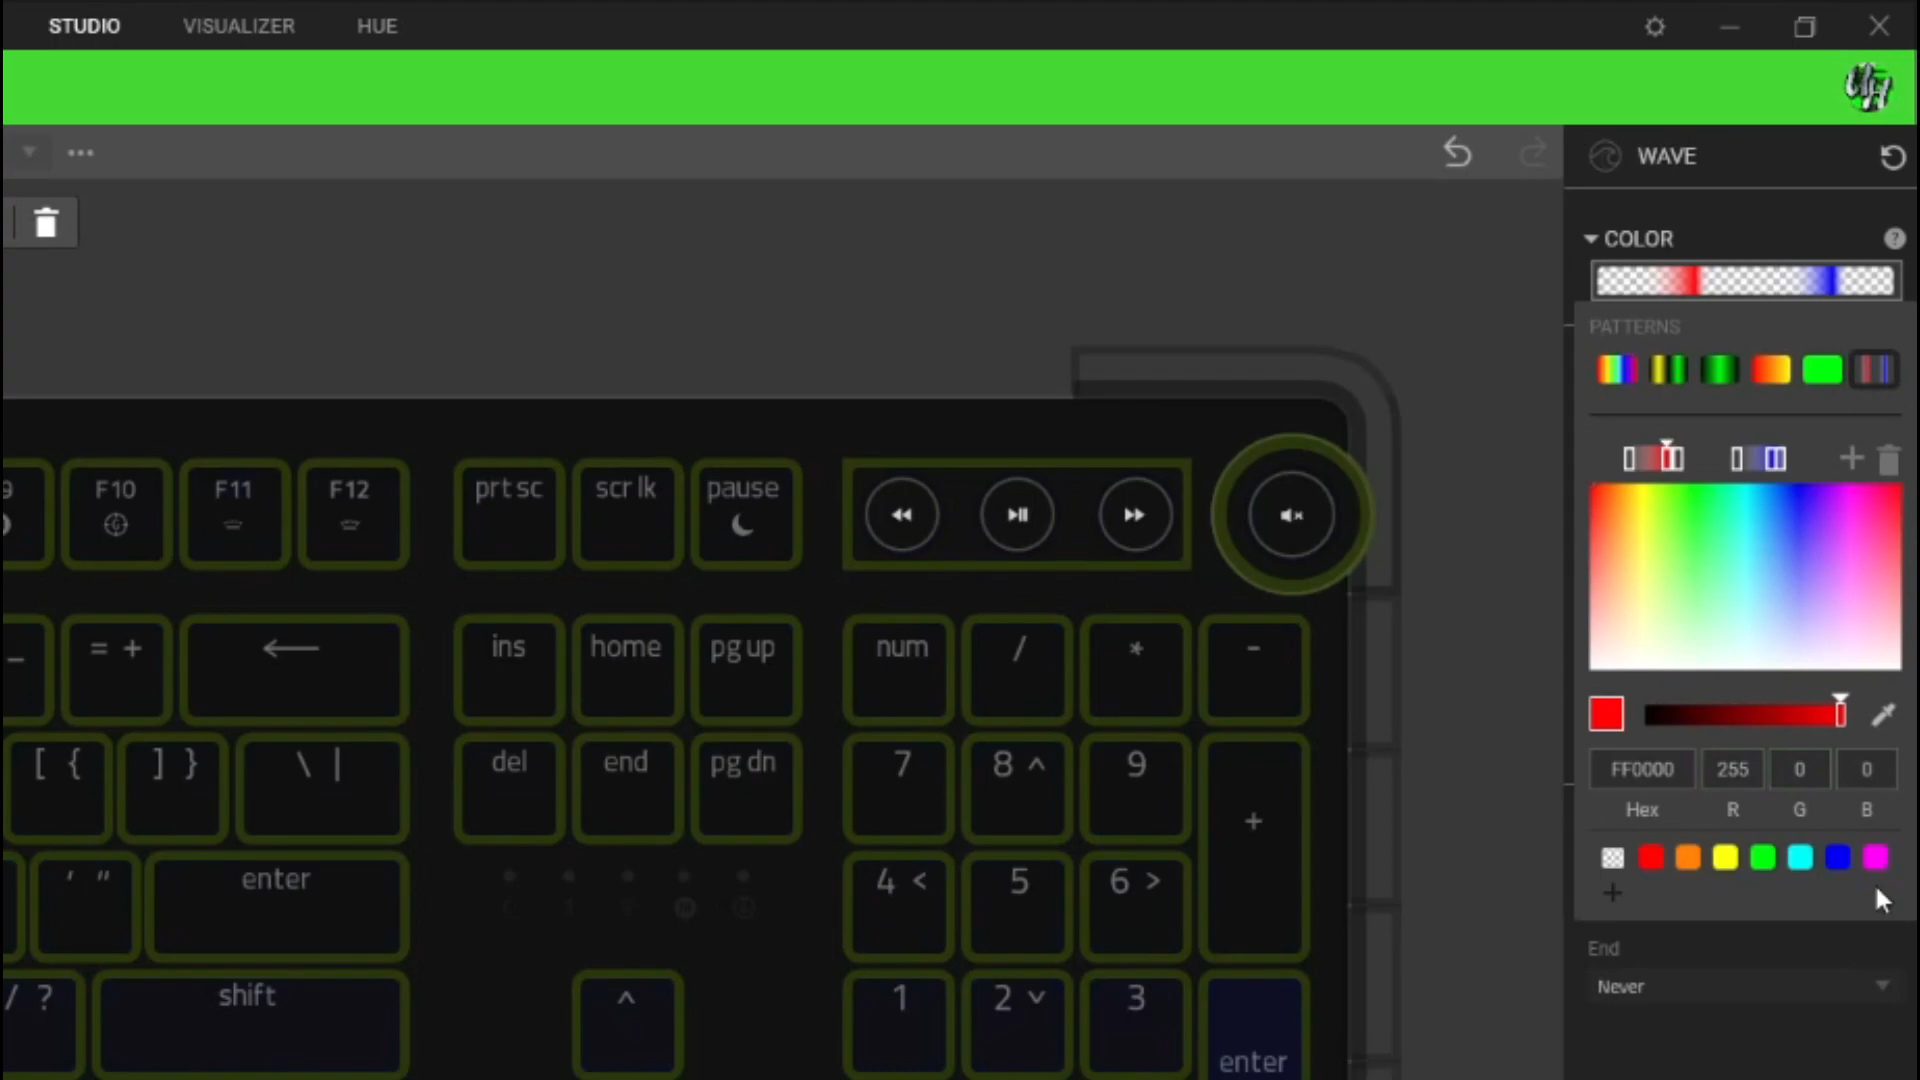 STUDIO VISUALIZER HUE
WAVE
COLOR ?
PATTERNS
9 F10 F11 F12 prt sc scr lk pause
- = + ← ins home pg up num / * -
[ { ] } \ | del end pg dn 7 8 ^ 9 +
FF0000 255 0 0
Hex R G B
' " enter 4 < 5 6 >
/ ? shift ^ 1 2 v 3 enter
End
Never